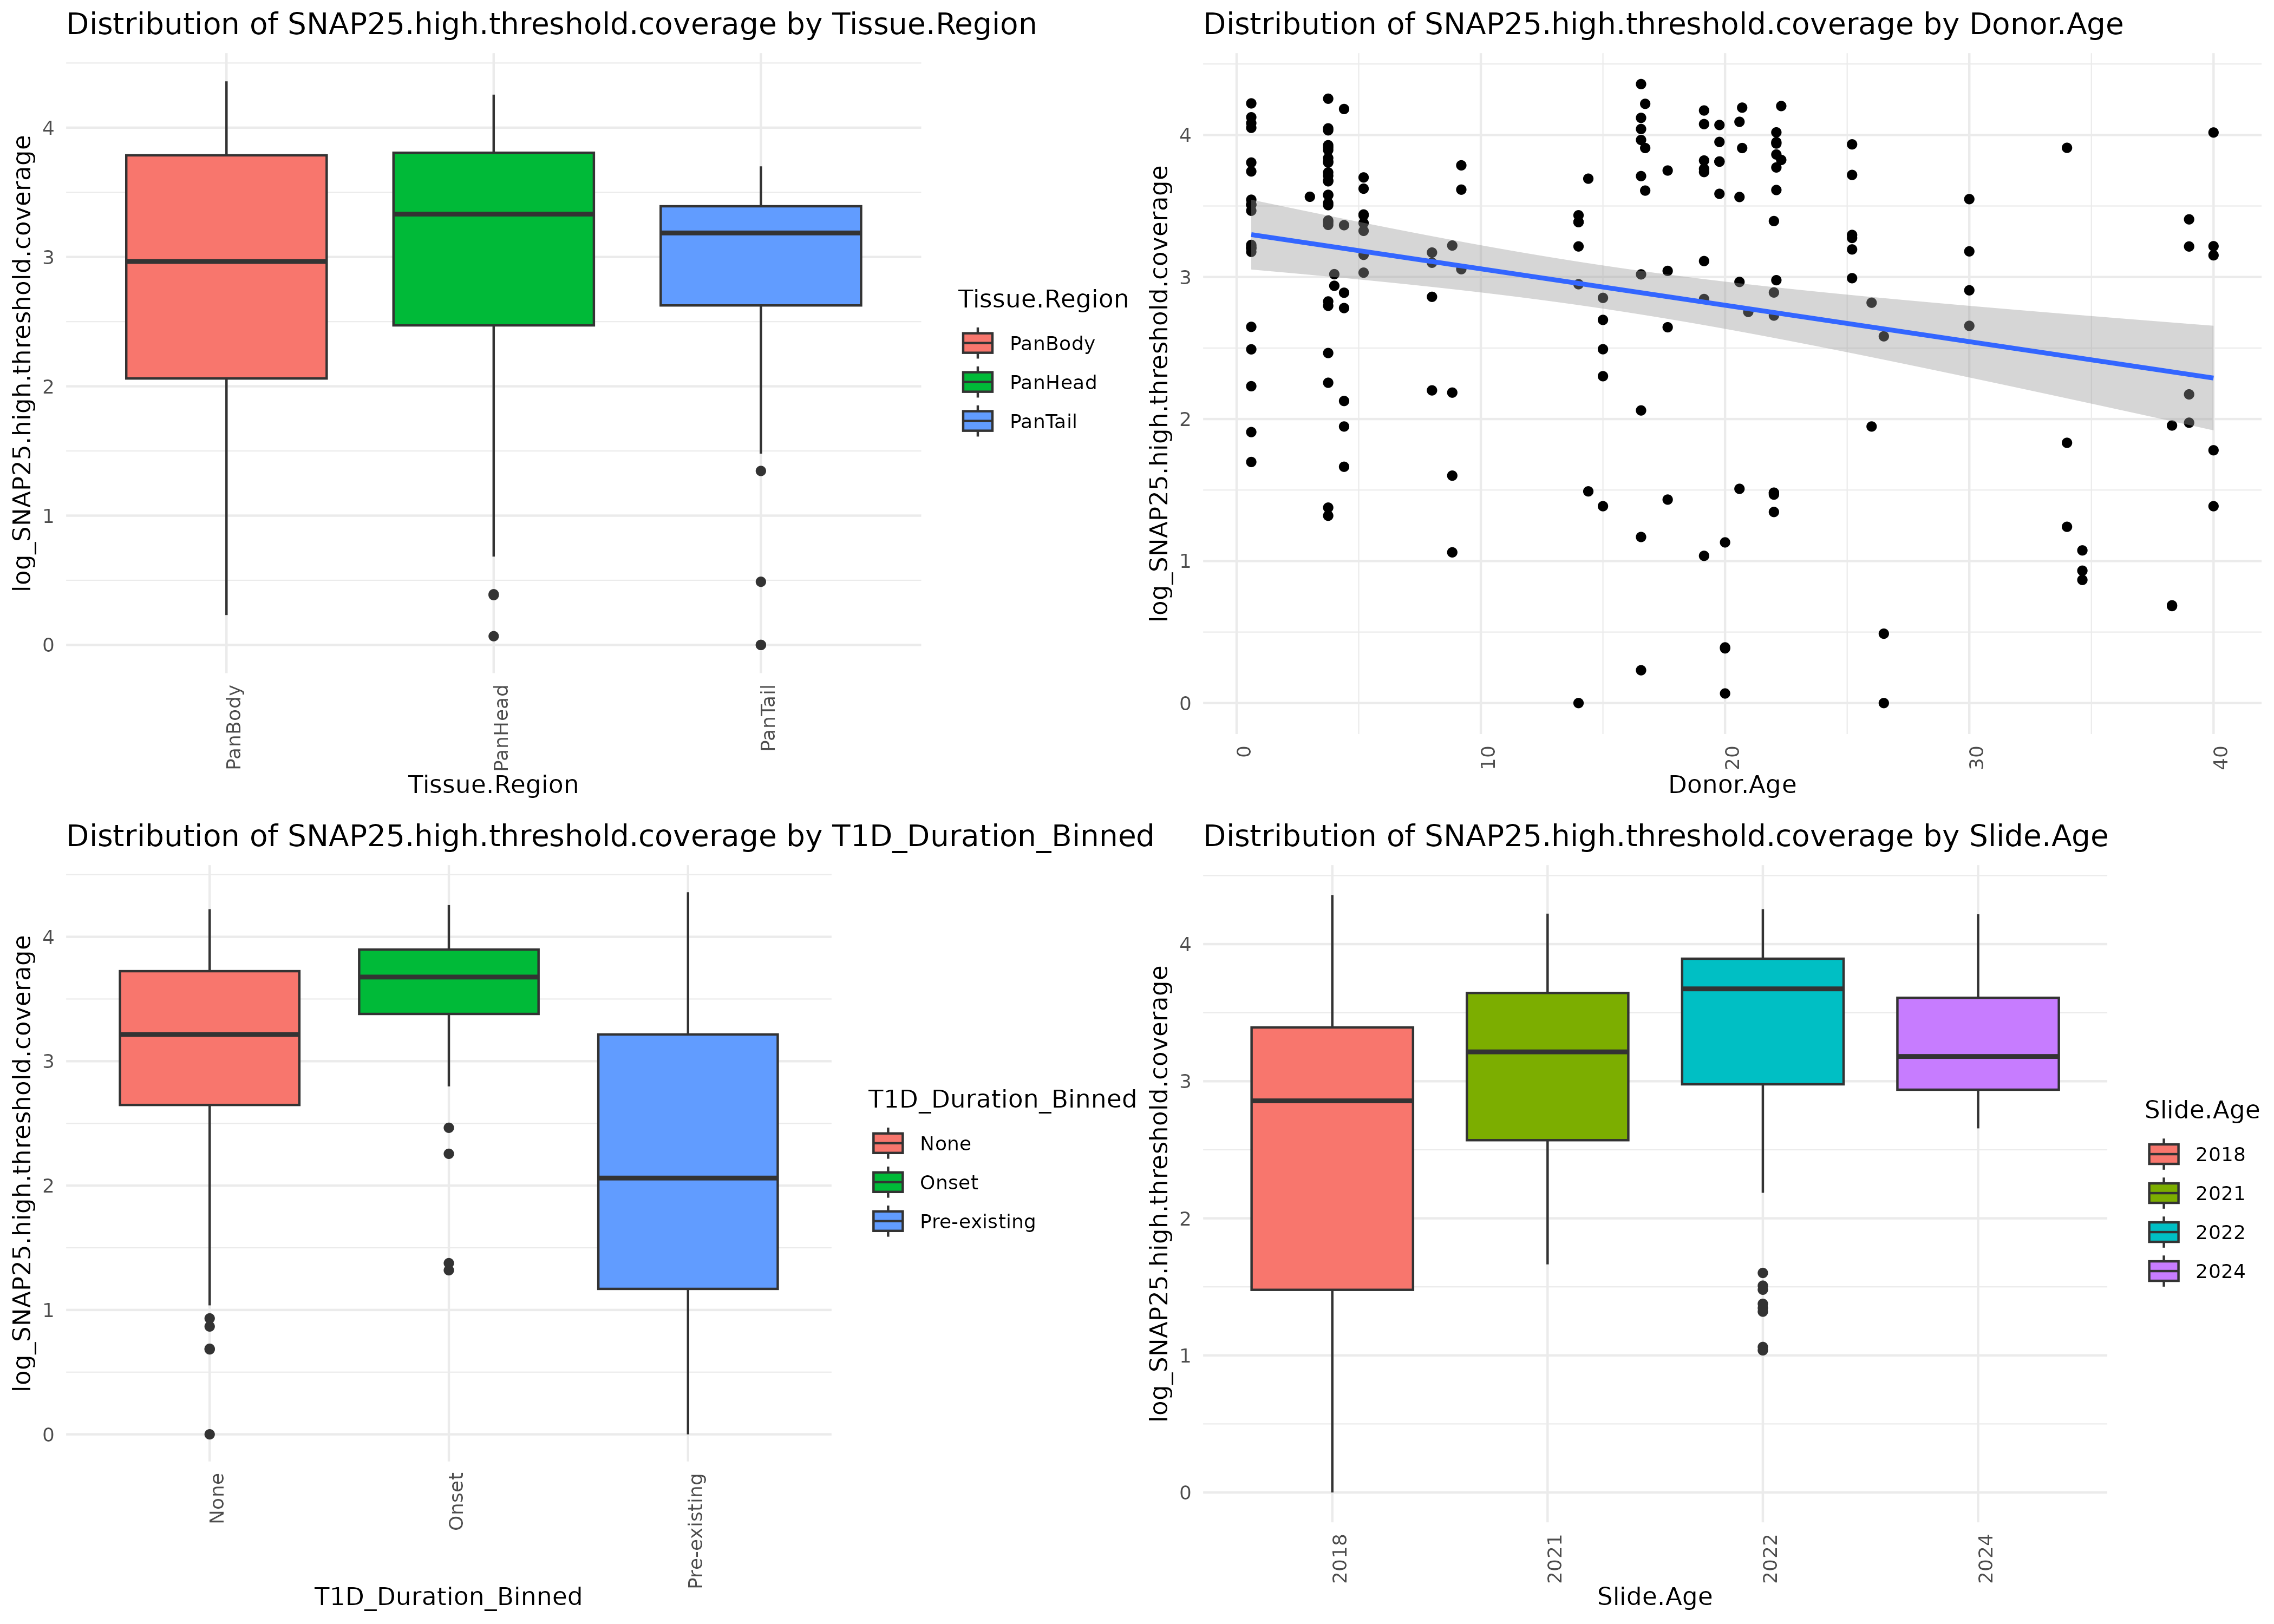 Distribution of SNAP25.high.threshold.coverage by Tissue.Region
log_SNAP25.high.threshold.coverage
4
3
2
1
0
PanBody
PanHead
PanTail
Tissue.Region
Tissue.Region
PanBody
PanHead
PanTail
Distribution of SNAP25.high.threshold.coverage by Donor.Age
log_SNAP25.high.threshold.coverage
4
3
2
1
0
0
10
20
30
40
Donor.Age
Distribution of SNAP25.high.threshold.coverage by T1D_Duration_Binned
log_SNAP25.high.threshold.coverage
4
3
2
1
0
None
Onset
Pre-existing
T1D_Duration_Binned
T1D_Duration_Binned
None
Onset
Pre-existing
Distribution of SNAP25.high.threshold.coverage by Slide.Age
log_SNAP25.high.threshold.coverage
4
3
2
1
0
2018
2021
2022
2024
Slide.Age
Slide.Age
2018
2021
2022
2024